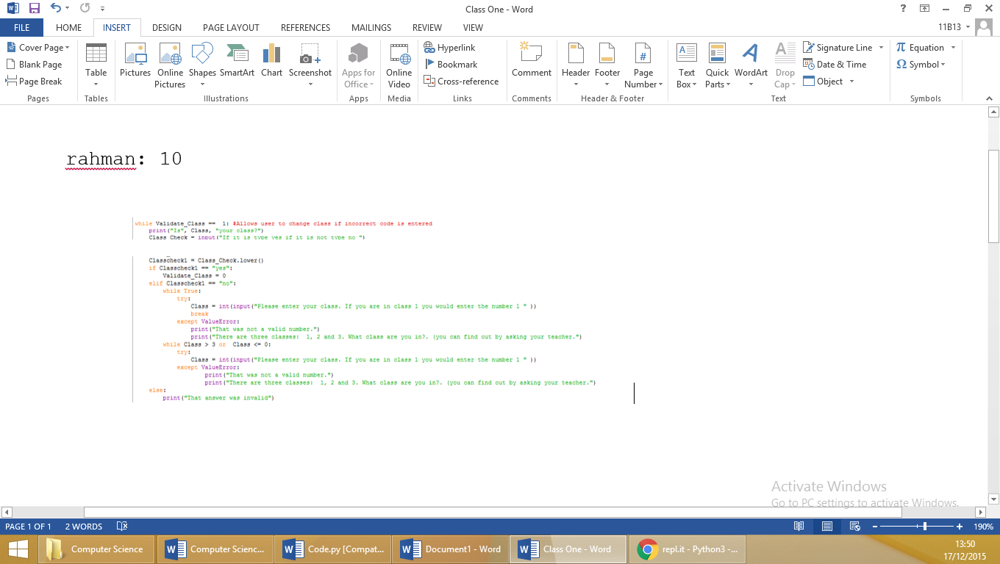 Class One - Word
FILE HOME INSERT DESIGN PAGE LAYOUT REFERENCES MAILINGS REVIEW VIEW 11B13
Cover Page
Blank Page
Page Break
Pages
Table
Tables
Pictures Online Pictures Shapes SmartArt Chart Screenshot
Illustrations
Apps for Office
Apps
Online Video
Media
Hyperlink
Bookmark
Cross-reference
Links
Comment
Comments
Header Footer Page Number
Header & Footer
Text Box Quick Parts WordArt Drop Cap
Signature Line
Date & Time
Object
Text
Equation
Symbol
Symbols
rahman: 10
while Validate_Class ==  1: #Allows user to change class if incorrect code is entered
print("Is", Class, "your class?")
Class_Check = input("If it is type yes if it is not type no ")
Classcheck1 = Class_Check.lower()
if Classcheck1 == "yes":
Validate_Class = 0
elif Classcheck1 == "no":
while True:
try:
Class = int(input("Please enter your class. If you are in class 1 you would enter the number 1 " ))
break
except ValueError:
print("That was not a valid number.")
print("There are three classes:  1, 2 and 3. What class are you in?. (you can find out by asking your teacher.")
while Class > 3 or  Class <= 0:
try:
Class = int(input("Please enter your class. If you are in class 1 you would enter the number 1 " ))
except ValueError:
print("That was not a valid number.")
print("There are three classes:  1, 2 and 3. What class are you in?. (you can find out by asking your teacher.")
else:
print("That answer was invalid")
Activate Windows
Go to PC settings to activate Windows.
PAGE 1 OF 1 2 WORDS 190%
Computer Science Computer Scienc... Code.py [Compat... Document1 - Word Class One - Word repl.it - Python3 -...
13:50
17/12/2015